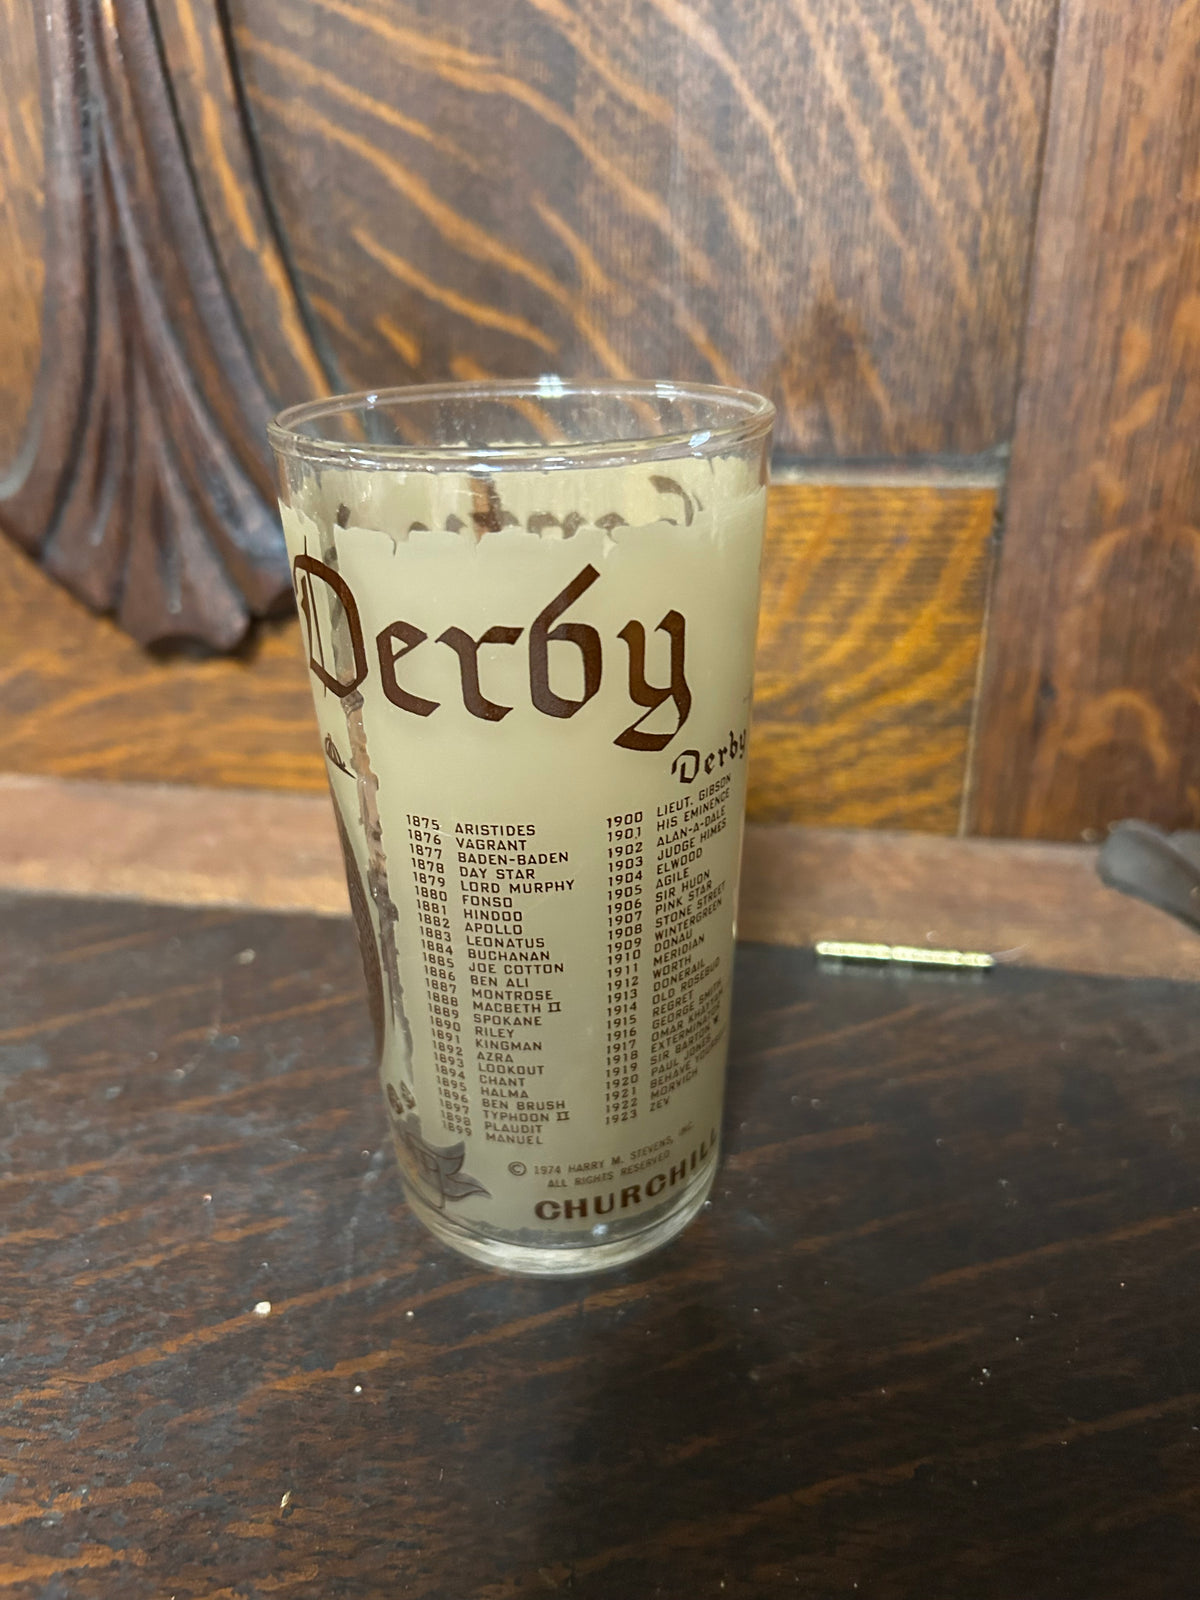 Derby
Derby
1875 ARISTIDES
1876 VAGRANT
1877 BADEN-BADEN
1878 DAY STAR
1879 LORD MURPHY
1880 FONSO
1881 HINDOO
1882 APOLLO
1883 LEONATUS
1884 BUCHANAN
1885 JOE COTTON
1886 BEN ALI
1887 MONTROSE
1888 MACBETH II
1889 SPOKANE
1890 RILEY
1891 KINGMAN
1892 AZRA
1893 LOOKOUT
1894 CHANT
1895 HALMA
1896 BEN BRUSH
1897 TYPHOON II
1898 PLAUDIT
1899 MANUEL
1900 LIEUT. GIBSON
1901 HIS EMINENCE
1902 ALAN-A-DALE
1903 JUDGE HIMES
1904 ELWOOD
1905 AGILE
1906 SIR HUON
1907 PINK STAR
1908 STONE STREET
1909 WINTERGREEN
1910 DONAU
1911 MERIDIAN
1912 WORTH
1913 DONERAIL
1914 OLD ROSEBUD
1915 REGRET
1916 GEORGE SMITH
1917 OMAR KHAYYAM
1918 EXTERMINATOR
1919 SIR BARTON ★
1920 PAUL JONES
1921 BEHAVE YOURSELF
1922 MORVICH
1923 ZEV
© 1974 HARRY M. STEVENS, INC.
ALL RIGHTS RESERVED
CHURCHILL